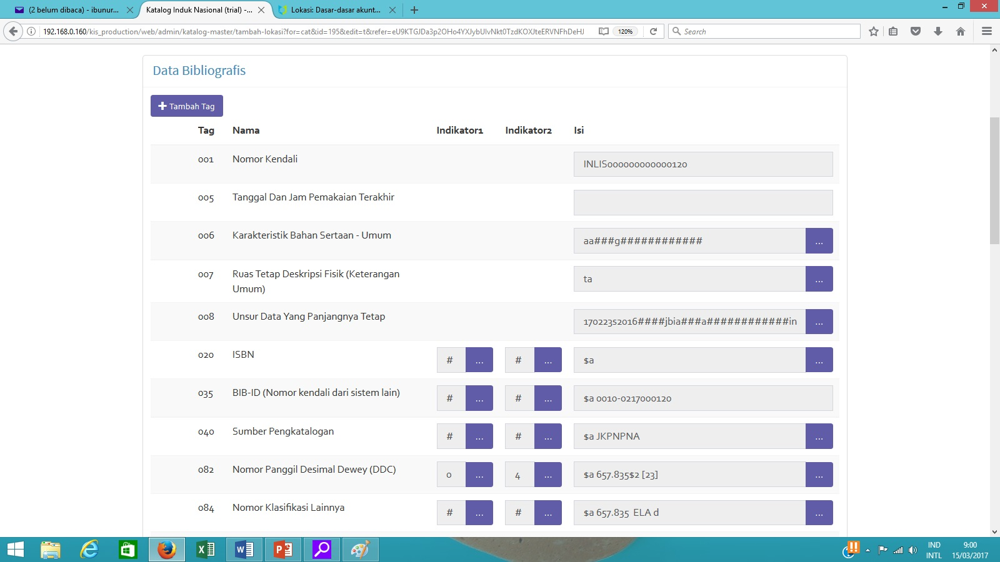 (2 belum dibaca) - ibunur...
Katalog Induk Nasional (trial) -...
Lokasi: Dasar-dasar akunt...
192.168.0.160/kis_production/web/admin/katalog-master/tambah-lokasi?for=cat&id=195&edit=t&refer=eU9KTGJDa3p2OHo4YXJybUIvNkt0TzdKOXJteERVNFhDeHJ
120%
Search
Data Bibliografis
Tambah Tag
Tag Nama Indikator1 Indikator2 Isi
001 Nomor Kendali INLIS000000000000120
005 Tanggal Dan Jam Pemakaian Terakhir
006 Karakteristik Bahan Sertaan - Umum aa###g############ ...
007 Ruas Tetap Deskripsi Fisik (Keterangan
Umum) ta ...
008 Unsur Data Yang Panjangnya Tetap 170223s2016####jbia###a############in ...
020 ISBN # ... # ... $a ...
035 BIB-ID (Nomor kendali dari sistem lain) # ... # ... $a 0010-0217000120
040 Sumber Pengkatalogan # ... # ... $a JKPNPNA ...
082 Nomor Panggil Desimal Dewey (DDC) 0 ... 4 ... $a 657.835$2 [23] ...
084 Nomor Klasifikasi Lainnya # ... # ... $a 657.835 ELA d ...
IND 9:00
INTL 15/03/2017